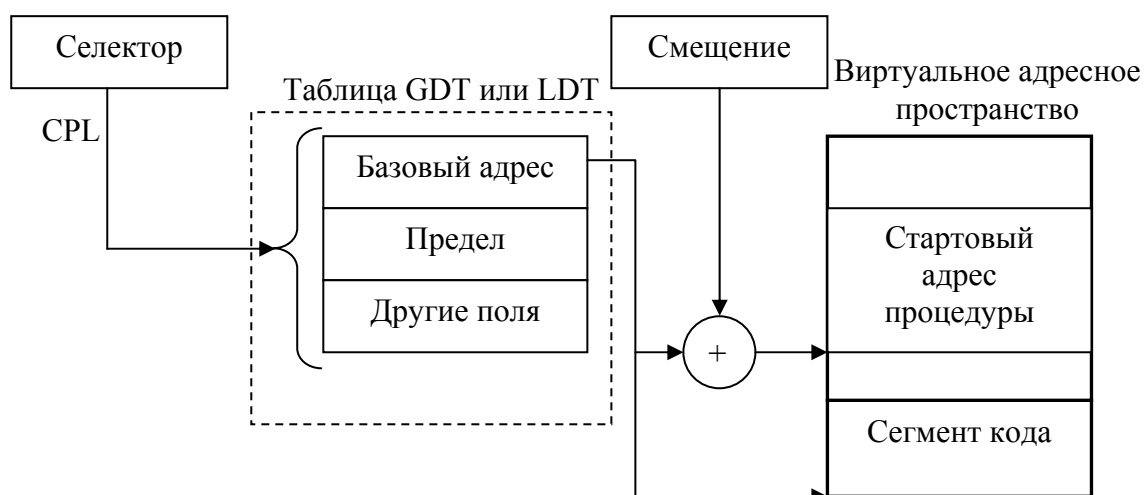 Селектор
Смещение
Виртуальное адресное
пространство
Таблица GDT или LDT
CPL
Базовый адрес
Предел
Другие поля
+
Стартовый
адрес
процедуры
Сегмент кода